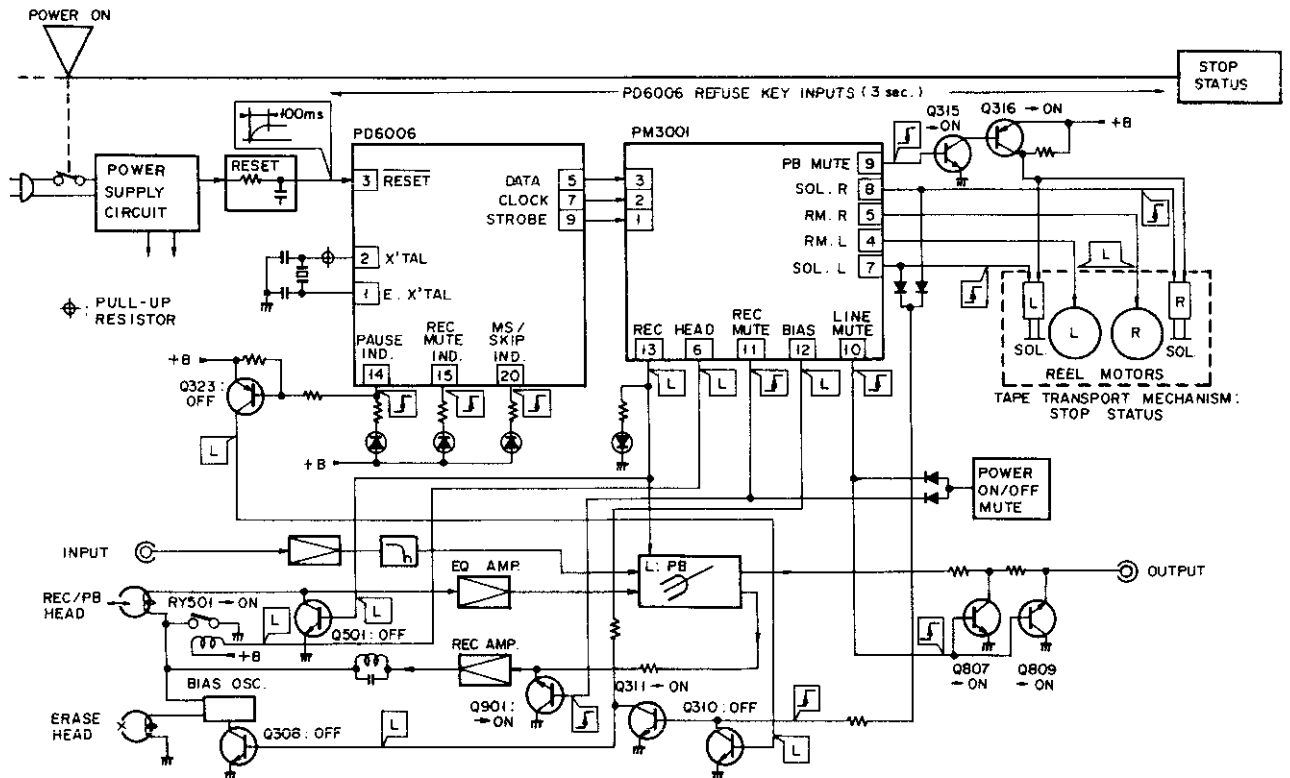 POWER ON
STOP
STATUS
PD6006 REFUSE KEY INPUTS (3 sec.)
100ms
PD6006
PM3001
Q315
→ON
Q316
→ON
+B
POWER
SUPPLY
CIRCUIT
RESET
3 RESET
DATA 5
CLOCK 7
STROBE 9
3
2
1
PB MUTE 9
SOL. R 8
RM. R 5
RM. L 4
SOL. L 7
2 X'TAL
1 E. X'TAL
: PULL-UP
RESISTOR
PAUSE
IND.
14
REC
MUTE
IND.
15
MS/
SKIP
IND.
20
REC
13
HEAD
6
REC
MUTE
11
BIAS
12
LINE
MUTE
10
L
L
L
L
L
R
L
R
SOL.
SOL.
REEL MOTORS
TAPE TRANSPORT MECHANISM:
STOP STATUS
+B
Q323:
OFF
L
+B
POWER
ON/OFF
MUTE
INPUT
L: PB
OUTPUT
EQ AMP.
REC/PB
HEAD
RY501→ON
L
L
L
+B
Q501: OFF
REC AMP.
BIAS OSC.
Q901:
→ON
Q311→ON
Q310: OFF
Q807
→ON
Q809
→ON
ERASE
HEAD
Q308: OFF
L
L